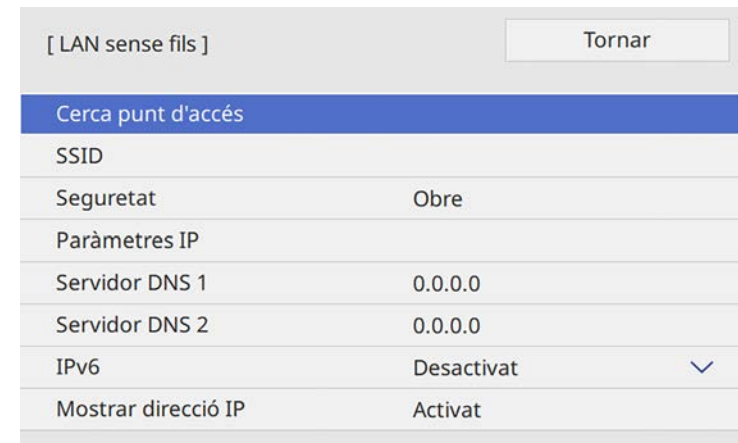 [ LAN sense fils ] Tornar
Cerca punt d'accés
SSID
Seguretat Obre
Paràmetres IP
Servidor DNS 1 0.0.0.0
Servidor DNS 2 0.0.0.0
IPv6 Desactivat
Mostrar direcció IP Activat